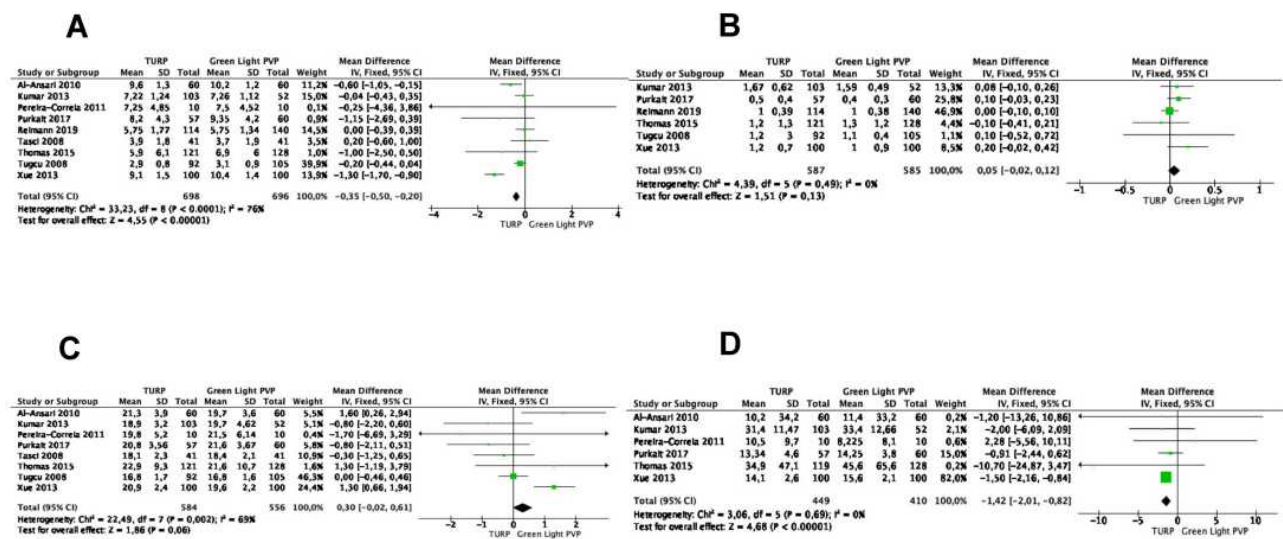 A
TURP Green Light PVP Mean Difference Mean Difference
Study or Subgroup Mean SD Total Mean SD Total Weight IV, Fixed, 95% CI IV, Fixed, 95% CI
Al-Ansari 2010 9,6 1,3 60 10,2 1,2 60 11,2% -0,60 [-1,05, -0,15]
Kumar 2013 7,22 1,24 103 7,26 1,12 52 15,0% -0,04 [-0,43, 0,35]
Pereira-Correia 2011 7,25 4,85 10 7,5 4,52 10 0,1% -0,25 [-4,36, 3,86]
Purkait 2017 8,2 4,3 57 9,35 4,2 60 0,9% -1,15 [-2,69, 0,39]
Reimann 2019 5,75 1,77 114 5,75 1,34 140 14,5% 0,00 [-0,39, 0,39]
Tasci 2008 3,9 1,8 41 3,7 1,9 41 3,5% 0,20 [-0,60, 1,00]
Thomas 2015 5,9 6,1 121 6,9 6 128 1,0% -1,00 [-2,50, 0,50]
Tugcu 2008 2,9 0,8 92 3,1 0,9 105 39,9% -0,20 [-0,44, 0,04]
Xue 2013 9,1 1,5 100 10,4 1,4 100 13,9% -1,30 [-1,70, -0,90]
Total (95% CI) 698 696 100,0% -0,35 [-0,50, -0,20]
Heterogeneity: Chi² = 33,23, df = 8 (P < 0.0001); I² = 76%
Test for overall effect: Z = 4,55 (P < 0.00001)
-4 -2 0 2 4
TURP Green Light PVP
B
TURP Green Light PVP Mean Difference Mean Difference
Study or Subgroup Mean SD Total Mean SD Total Weight IV, Fixed, 95% CI IV, Fixed, 95% CI
Kumar 2013 1,67 0,62 103 1,59 0,49 52 13,3% 0,08 [-0,10, 0,26]
Purkait 2017 0,5 0,4 57 0,4 0,3 60 25,8% 0,10 [-0,03, 0,23]
Reimann 2019 1 0,39 114 1 0,38 140 46,9% 0,00 [-0,10, 0,10]
Thomas 2015 1,2 1,3 121 1,3 1,2 128 4,4% -0,10 [-0,41, 0,21]
Tugcu 2008 1,2 3 92 1,1 0,4 105 1,1% 0,10 [-0,52, 0,72]
Xue 2013 1,2 0,7 100 1 0,9 100 8,5% 0,20 [-0,02, 0,42]
Total (95% CI) 587 585 100,0% 0,05 [-0,02, 0,12]
Heterogeneity: Chi² = 4,39, df = 5 (P = 0,49); I² = 0%
Test for overall effect: Z = 1,51 (P = 0,13)
-1 -0,5 0 0,5 1
TURP Green Light PVP
C
TURP Green Light PVP Mean Difference Mean Difference
Study or Subgroup Mean SD Total Mean SD Total Weight IV, Fixed, 95% CI IV, Fixed, 95% CI
Al-Ansari 2010 21,3 3,9 60 19,7 3,6 60 5,5% 1,60 [0,26, 2,94]
Kumar 2013 18,9 3,2 103 19,7 4,62 52 5,1% -0,80 [-2,20, 0,60]
Pereira-Correia 2011 19,8 5,2 10 21,5 6,14 10 0,4% -1,70 [-6,69, 3,29]
Purkait 2017 20,8 3,56 57 21,6 3,67 60 5,8% -0,80 [-2,11, 0,51]
Tasci 2008 18,1 2,3 41 18,4 2,1 41 11,0% -0,30 [-1,25, 0,65]
Thomas 2015 22,9 9,3 121 21,6 10,7 128 1,6% 1,30 [-1,19, 3,79]
Tugcu 2008 16,8 1,7 92 16,8 1,6 105 46,3% 0,00 [-0,46, 0,46]
Xue 2013 20,9 2,4 100 19,6 2,2 100 24,4% 1,30 [0,66, 1,94]
Total (95% CI) 584 556 100,0% 0,30 [-0,02, 0,61]
Heterogeneity: Chi² = 22,49, df = 7 (P = 0,002); I² = 69%
Test for overall effect: Z = 1,86 (P = 0,06)
-2 -1 0 1 2
TURP Green Light PVP
D
TURP Green Light PVP Mean Difference Mean Difference
Study or Subgroup Mean SD Total Mean SD Total Weight IV, Fixed, 95% CI IV, Fixed, 95% CI
Al-Ansari 2010 10,2 34,2 60 11,4 33,2 60 0,2% -1,20 [-13,26, 10,86]
Kumar 2013 31,4 11,47 103 33,4 12,66 52 2,1% -2,00 [-6,09, 2,09]
Pereira-Correia 2011 10,5 9,7 10 8,225 8,1 10 0,6% 2,28 [-5,56, 10,11]
Purkait 2017 13,34 4,6 57 14,25 3,8 60 15,0% -0,91 [-2,44, 0,62]
Thomas 2015 34,9 47,1 119 45,6 65,6 128 0,2% -10,70 [-24,87, 3,47]
Xue 2013 14,1 2,6 100 15,6 2,1 100 82,0% -1,50 [-2,16, -0,84]
Total (95% CI) 449 410 100,0% -1,42 [-2,01, -0,82]
Heterogeneity: Chi² = 3,06, df = 5 (P = 0,69); I² = 0%
Test for overall effect: Z = 4,68 (P < 0.00001)
-10 -5 0 5 10
TURP Green Light PVP